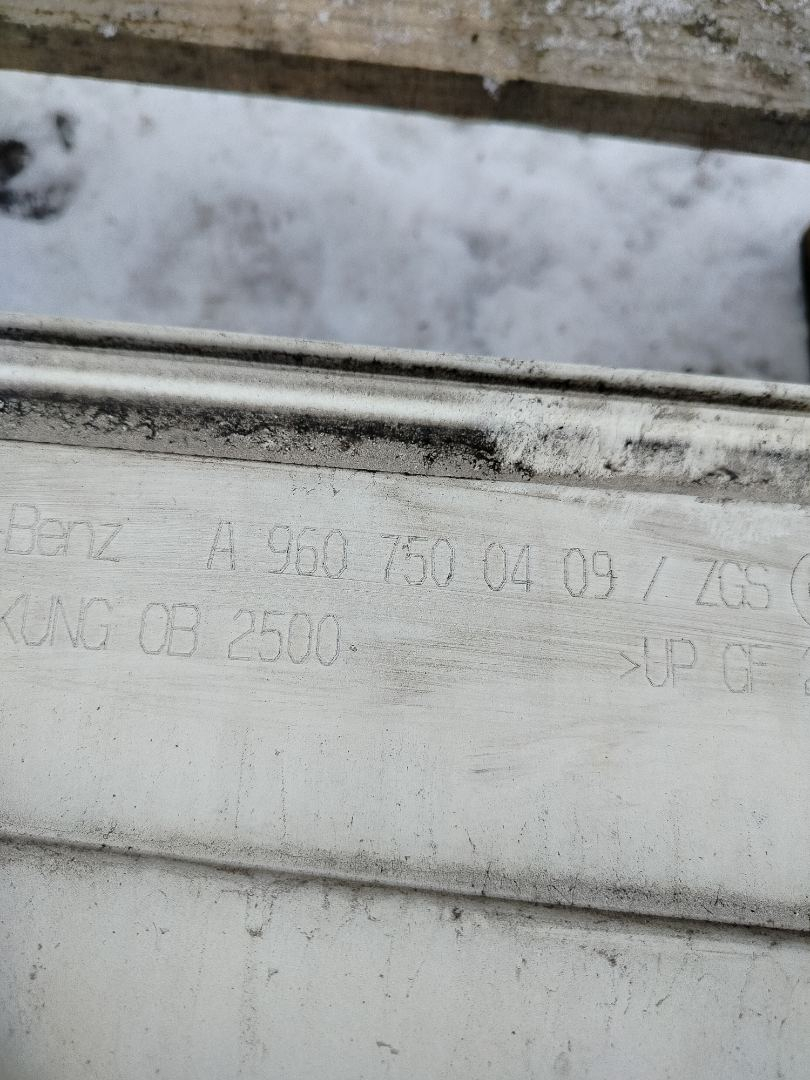 -Benz A 960 750 04 09 / ZGS
KUNG OB 2500
>UP GF